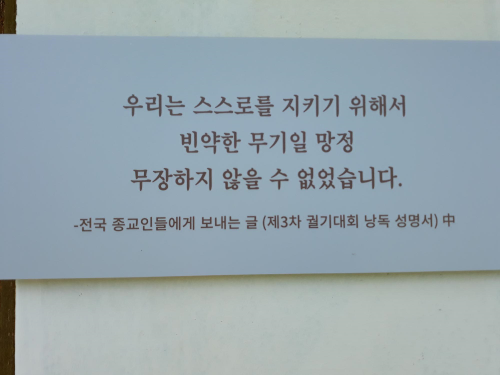 우리는 스스로를 지키기 위해서
빈약한 무기일 망정
무장하지 않을 수 없었습니다.
-전국 종교인들에게 보내는 글 (제3차 궐기대회 낭독 성명서) 中